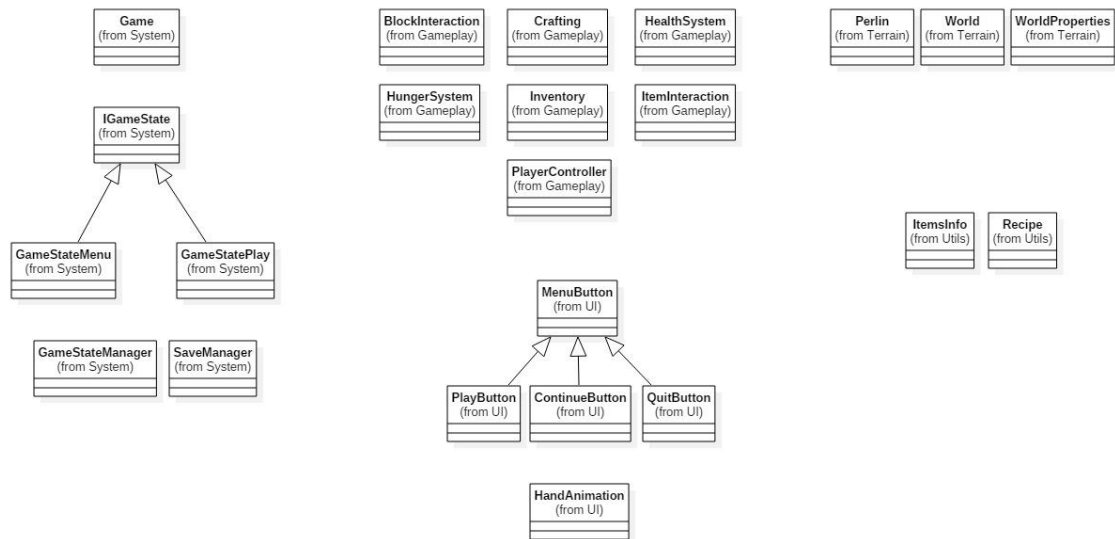 Game
(from System)
IGameState
(from System)
GameStateMenu
(from System)
GameStatePlay
(from System)
GameStateManager
(from System)
SaveManager
(from System)
BlockInteraction
(from Gameplay)
Crafting
(from Gameplay)
HealthSystem
(from Gameplay)
HungerSystem
(from Gameplay)
Inventory
(from Gameplay)
ItemInteraction
(from Gameplay)
PlayerController
(from Gameplay)
MenuButton
(from UI)
PlayButton
(from UI)
ContinueButton
(from UI)
QuitButton
(from UI)
HandAnimation
(from UI)
Perlin
(from Terrain)
World
(from Terrain)
WorldProperties
(from Terrain)
ItemsInfo
(from Utils)
Recipe
(from Utils)